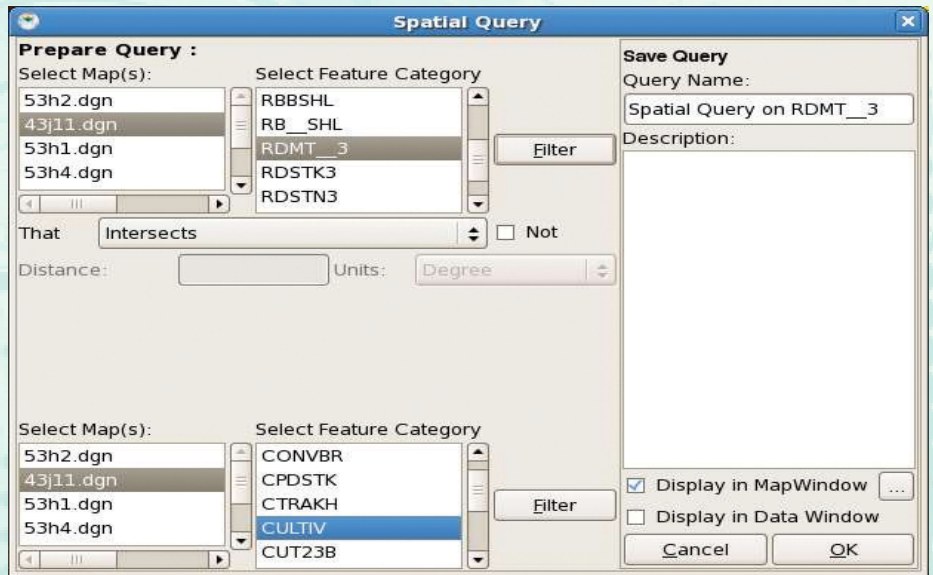 Spatial Query
Prepare Query :
Select Map(s):
Select Feature Category
53h2.dgn
43j11.dgn
53h1.dgn
53h4.dgn
RBBSHL
RB__SHL
RDMT__3
RDSTK3
RDSTN3
Filter
That
Intersects
Not
Distance:
Units:
Degree
Select Map(s):
Select Feature Category
53h2.dgn
43j11.dgn
53h1.dgn
53h4.dgn
CONVBR
CPDSTK
CTRAKH
CULTIV
CUT23B
Filter
Save Query
Query Name:
Spatial Query on RDMT__3
Description:
Display in MapWindow
...
Display in Data Window
Cancel
OK